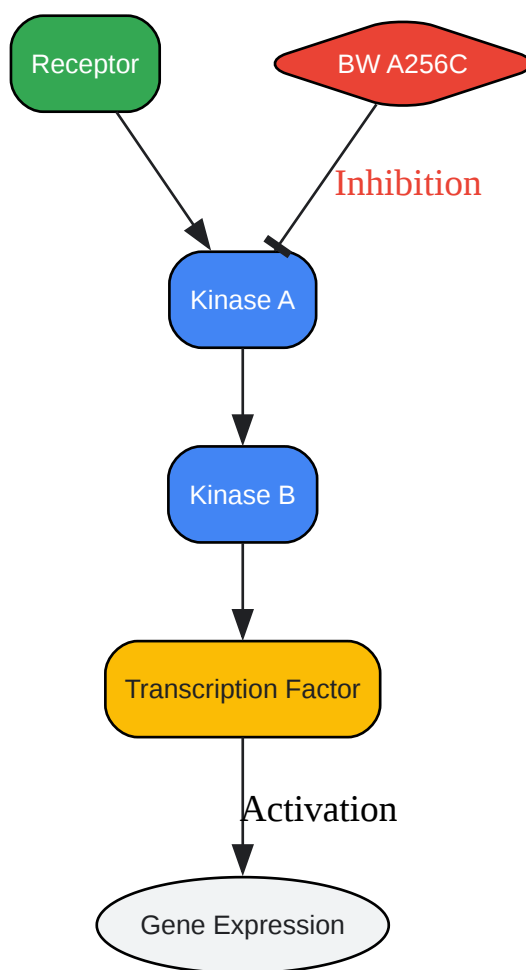 Receptor
BW A256C
Inhibition
Kinase A
Kinase B
Transcription Factor
Activation
Gene Expression